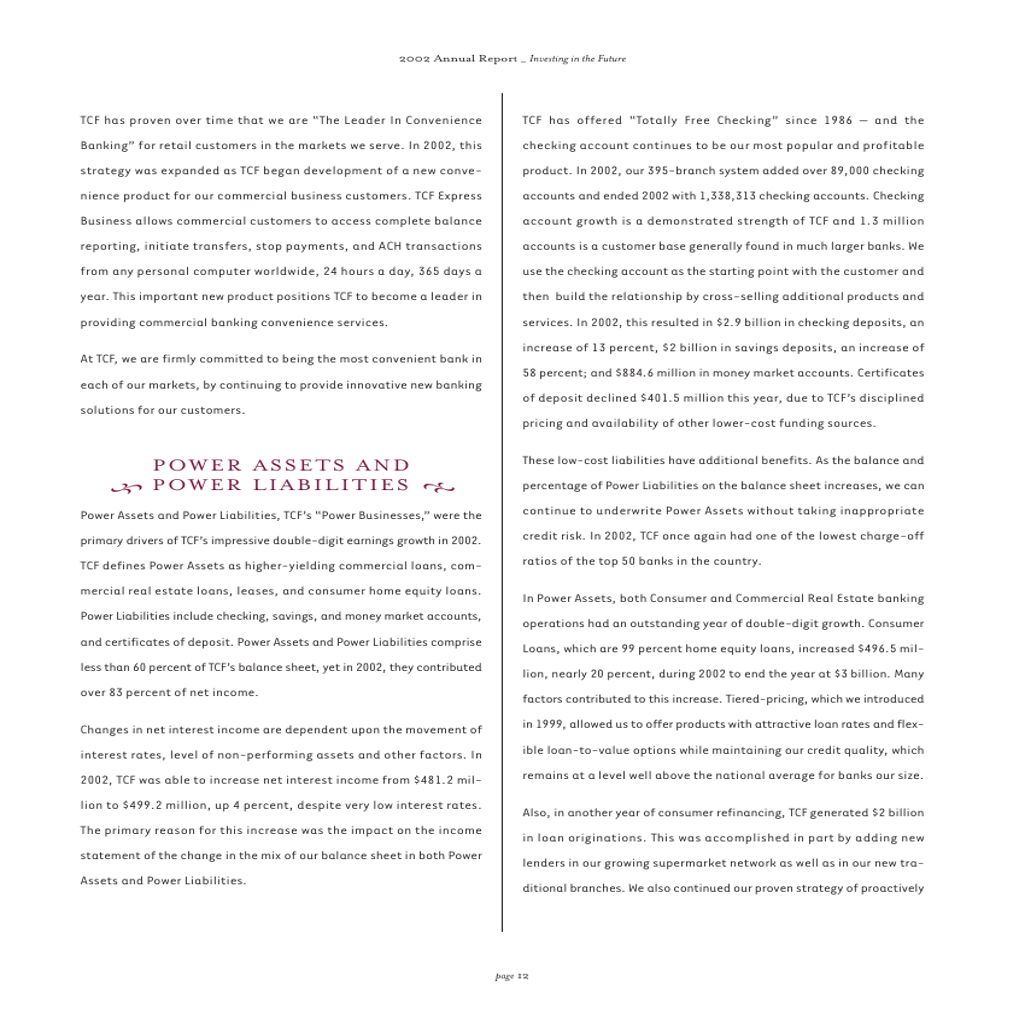 2002 Annual Report _ Investing in the Future
TCF has proven over time that we are “The Leader In Convenience
Banking” for retail customers in the markets we serve. In 2002, this
strategy was expanded as TCF began development of a new conve-
nience product for our commercial business customers. TCF Express
Business allows commercial customers to access complete balance
reporting, initiate transfers, stop payments, and ACH transactions
from any personal computer worldwide, 24 hours a day, 365 days a
year. This important new product positions TCF to become a leader in
providing commercial banking convenience services.
At TCF, we are firmly committed to being the most convenient bank in
each of our markets, by continuing to provide innovative new banking
solutions for our customers.
POWER ASSETS AND
POWER LIABILITIES
Power Assets and Power Liabilities, TCF’s “Power Businesses,” were the
primary drivers of TCF’s impressive double-digit earnings growth in 2002.
TCF defines Power Assets as higher-yielding commercial loans, com-
mercial real estate loans, leases, and consumer home equity loans.
Power Liabilities include checking, savings, and money market accounts,
and certificates of deposit. Power Assets and Power Liabilities comprise
less than 60 percent of TCF’s balance sheet, yet in 2002, they contributed
over 83 percent of net income.
Changes in net interest income are dependent upon the movement of
interest rates, level of non-performing assets and other factors. In
2002, TCF was able to increase net interest income from $481.2 mil-
lion to $499.2 million, up 4 percent, despite very low interest rates.
The primary reason for this increase was the impact on the income
statement of the change in the mix of our balance sheet in both Power
Assets and Power Liabilities.
TCF has offered “Totally Free Checking” since 1986 — and the
checking account continues to be our most popular and profitable
product. In 2002, our 395-branch system added over 89,000 checking
accounts and ended 2002 with 1,338,313 checking accounts. Checking
account growth is a demonstrated strength of TCF and 1.3 million
accounts is a customer base generally found in much larger banks. We
use the checking account as the starting point with the customer and
then build the relationship by cross-selling additional products and
services. In 2002, this resulted in $2.9 billion in checking deposits, an
increase of 13 percent, $2 billion in savings deposits, an increase of
58 percent; and $884.6 million in money market accounts. Certificates
of deposit declined $401.5 million this year, due to TCF’s disciplined
pricing and availability of other lower-cost funding sources.
These low-cost liabilities have additional benefits. As the balance and
percentage of Power Liabilities on the balance sheet increases, we can
continue to underwrite Power Assets without taking inappropriate
credit risk. In 2002, TCF once again had one of the lowest charge-off
ratios of the top 50 banks in the country.
In Power Assets, both Consumer and Commercial Real Estate banking
operations had an outstanding year of double-digit growth. Consumer
Loans, which are 99 percent home equity loans, increased $496.5 mil-
lion, nearly 20 percent, during 2002 to end the year at $3 billion. Many
factors contributed to this increase. Tiered-pricing, which we introduced
in 1999, allowed us to offer products with attractive loan rates and flex-
ible loan-to-value options while maintaining our credit quality, which
remains at a level well above the national average for banks our size.
Also, in another year of consumer refinancing, TCF generated $2 billion
in loan originations. This was accomplished in part by adding new
lenders in our growing supermarket network as well as in our new tra-
ditional branches. We also continued our proven strategy of proactively
page 12